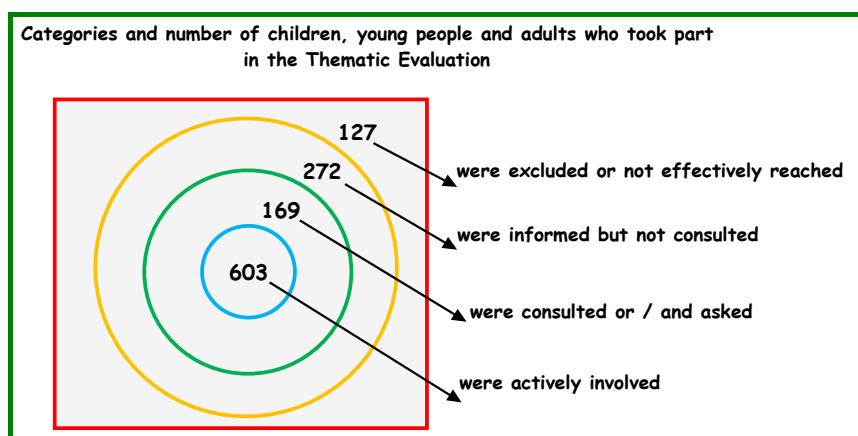 Categories and number of children, young people and adults who took part
in the Thematic Evaluation
127
were excluded or not effectively reached
272
were informed but not consulted
169
were consulted or / and asked
603
were actively involved